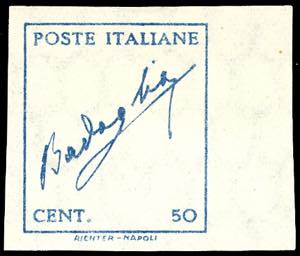 POSTE ITALIANE
Badoglio
CENT. 50
RICHTER-NAPOLI